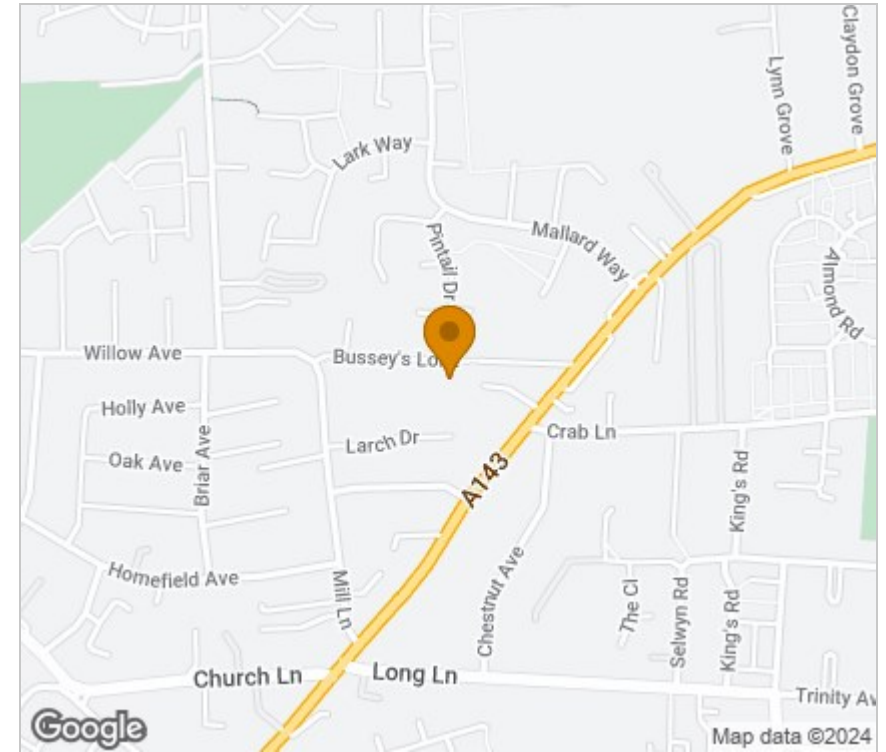 Claydon Grove
Lynn Grove
Lark Way
Mallard Way
Pintail Dr
Almond Rd
Willow Ave
Bussey's Lo
Holly Ave
Larch Dr
Crab Ln
Oak Ave
Briar Ave
A143
King's Rd
Homefield Ave
Mill Ln
Chestnut Ave
The Cl
Selwyn Rd
King's Rd
Church Ln
Long Ln
Trinity Av
Google
Map data ©2024